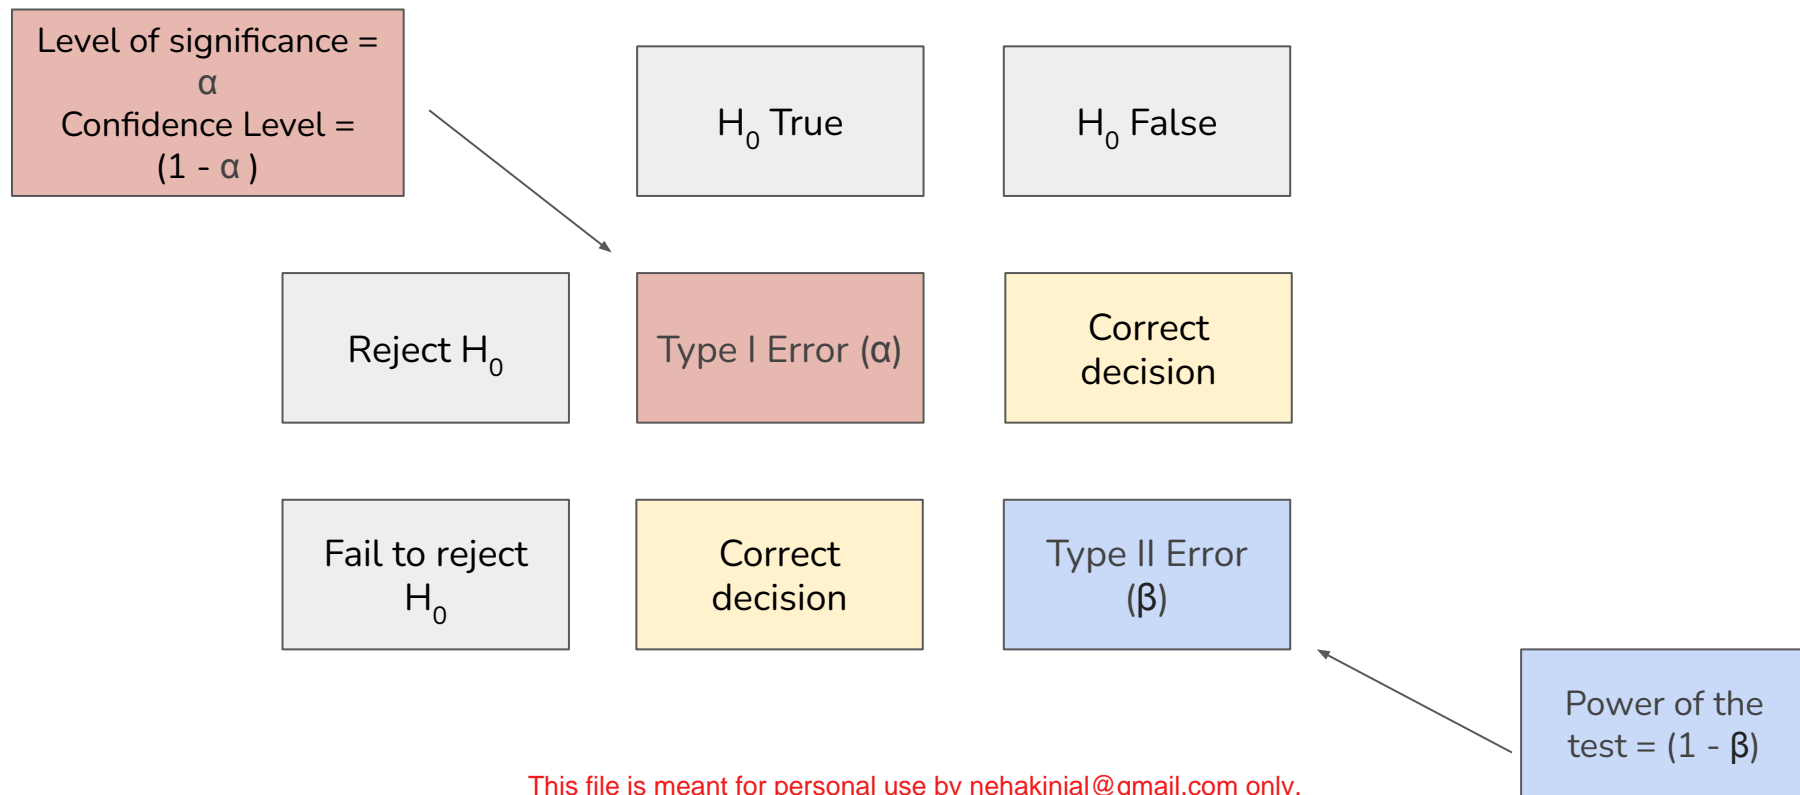 Level of significance =
α
Confidence Level =
(1 - α )
H₀ True
H₀ False
Reject H₀
Type I Error (α)
Correct
decision
Fail to reject
H₀
Correct
decision
Type II Error
(β)
Power of the
test = (1 - β)
This file is meant for personal use by nehakinjal@gmail.com only.